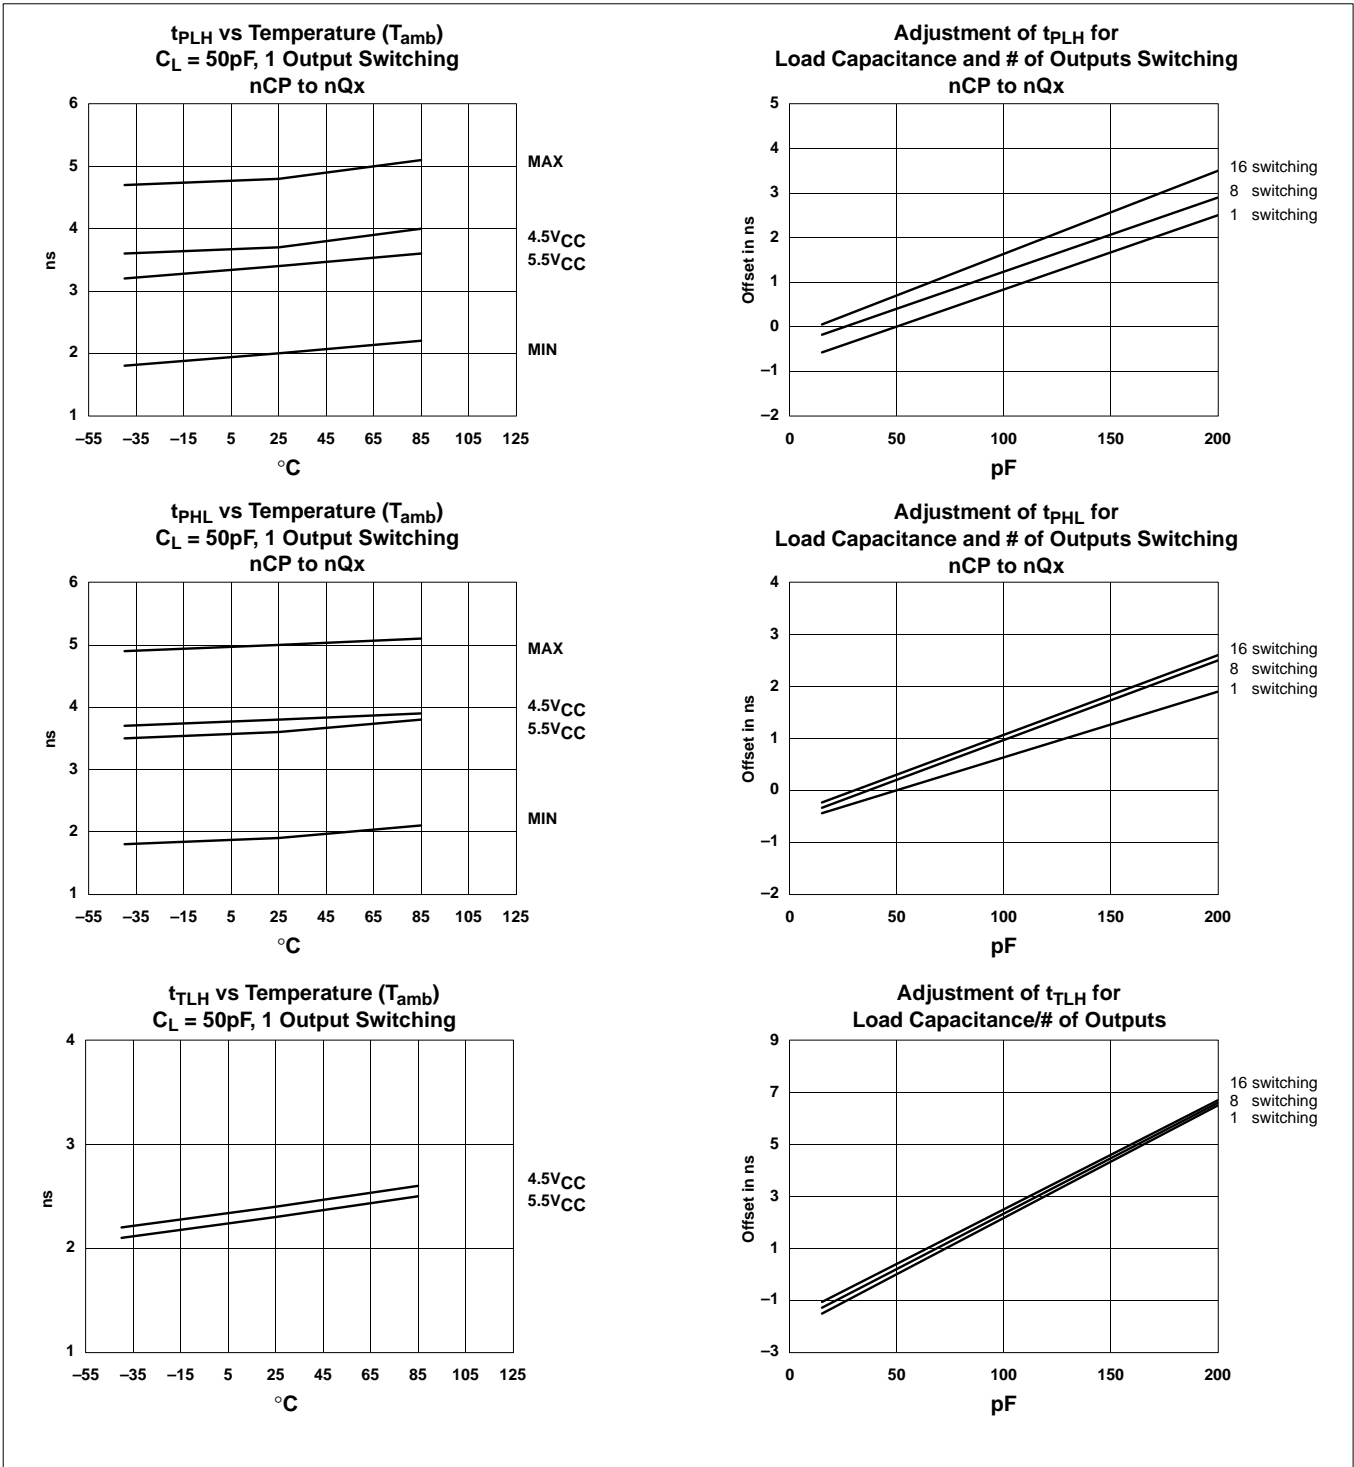 tPLH vs Temperature (Tamb)
CL = 50pF, 1 Output Switching
nCP to nQx
6
5
4
3
2
1
ns
MAX
4.5VCC
5.5VCC
MIN
–55 –35 –15 5 25 45 65 85 105 125
°C
Adjustment of tPLH for
Load Capacitance and # of Outputs Switching
nCP to nQx
5
4
3
2
1
0
–1
–2
Offset in ns
16 switching
8 switching
1 switching
0 50 100 150 200
pF
tPHL vs Temperature (Tamb)
CL = 50pF, 1 Output Switching
nCP to nQx
6
5
4
3
2
1
ns
MAX
4.5VCC
5.5VCC
MIN
–55 –35 –15 5 25 45 65 85 105 125
°C
Adjustment of tPHL for
Load Capacitance and # of Outputs Switching
nCP to nQx
4
3
2
1
0
–1
–2
Offset in ns
16 switching
8 switching
1 switching
0 50 100 150 200
pF
tTLH vs Temperature (Tamb)
CL = 50pF, 1 Output Switching
4
3
2
1
ns
4.5VCC
5.5VCC
–55 –35 –15 5 25 45 65 85 105 125
°C
Adjustment of tTLH for
Load Capacitance/# of Outputs
9
7
5
3
1
–1
–3
Offset in ns
16 switching
8 switching
1 switching
0 50 100 150 200
pF